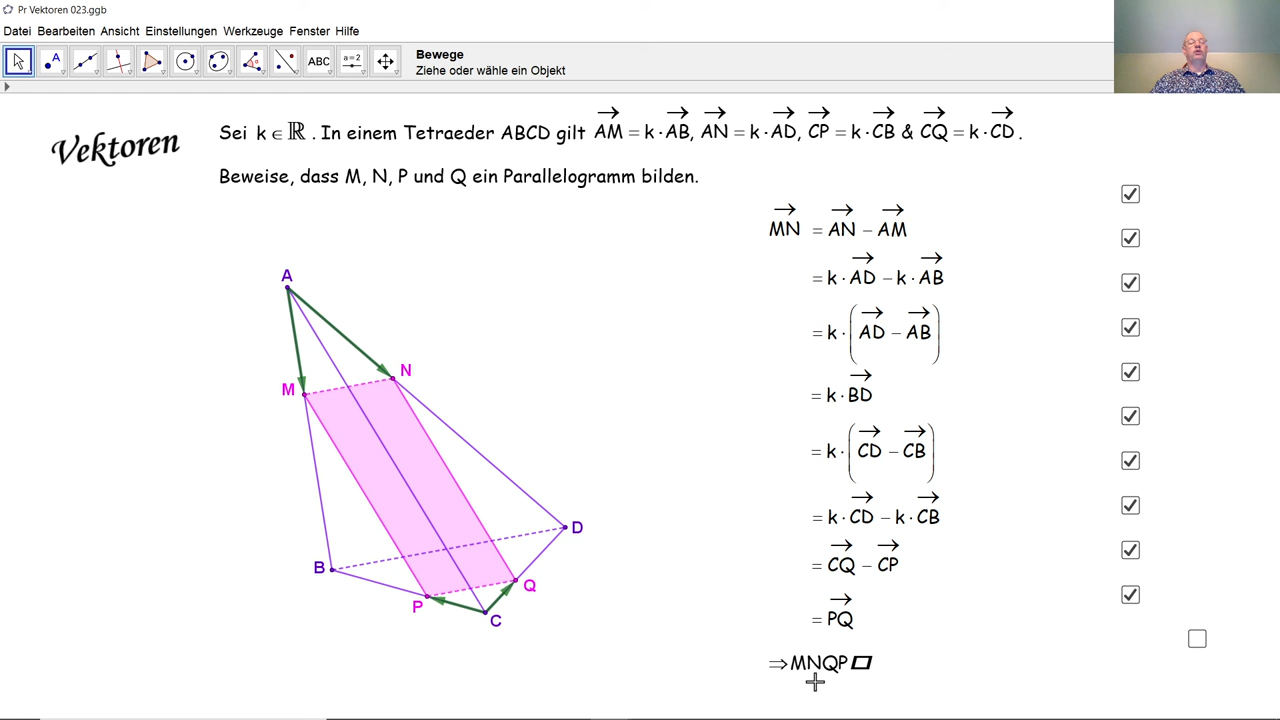 Pr Vektoren 023.ggb
Datei Bearbeiten Ansicht Einstellungen Werkzeuge Fenster Hilfe
A ABC a=2 Bewege
Ziehe oder wähle ein Objekt
Vektoren
Sei k ∈ ℝ . In einem Tetraeder ABCD gilt AM⃗ = k · AB⃗, AN⃗ = k · AD⃗, CP⃗ = k · CB⃗ & CQ⃗ = k · CD⃗ .
Beweise, dass M, N, P und Q ein Parallelogramm bilden.
MN⃗ = AN⃗ − AM⃗
= k · AD⃗ − k · AB⃗
= k · (AD⃗ − AB⃗)
= k · BD⃗
= k · (CD⃗ − CB⃗)
= k · CD⃗ − k · CB⃗
= CQ⃗ − CP⃗
= PQ⃗
⇒ MNQP ▱
A
N
M
D
B
Q
P
C